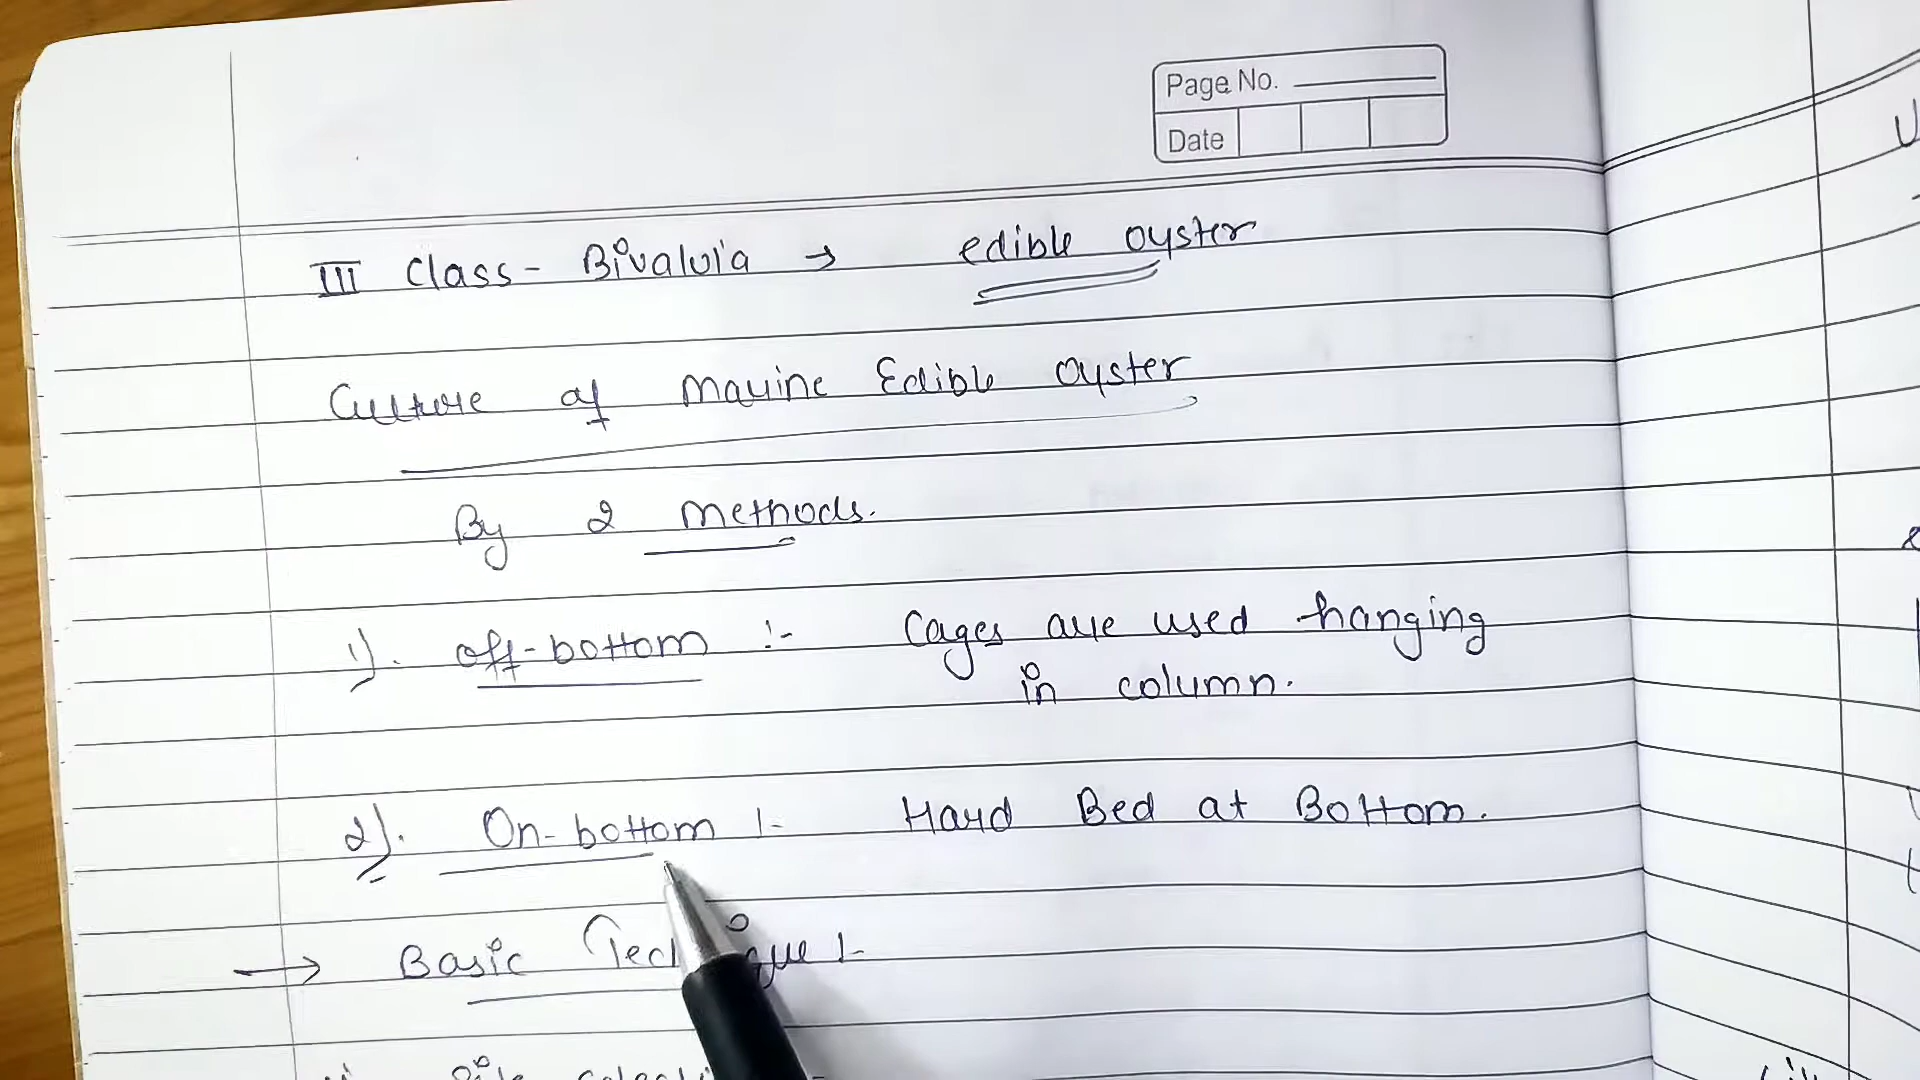 Page No.
Date
III Class - Bivalvia → edible oyster
Culture of Marine Edible Oyster
By 2 methods.
1). Off-bottom :- Cages are used hanging
in column.
2). On-bottom :- Hard Bed at Bottom.
→ Basic